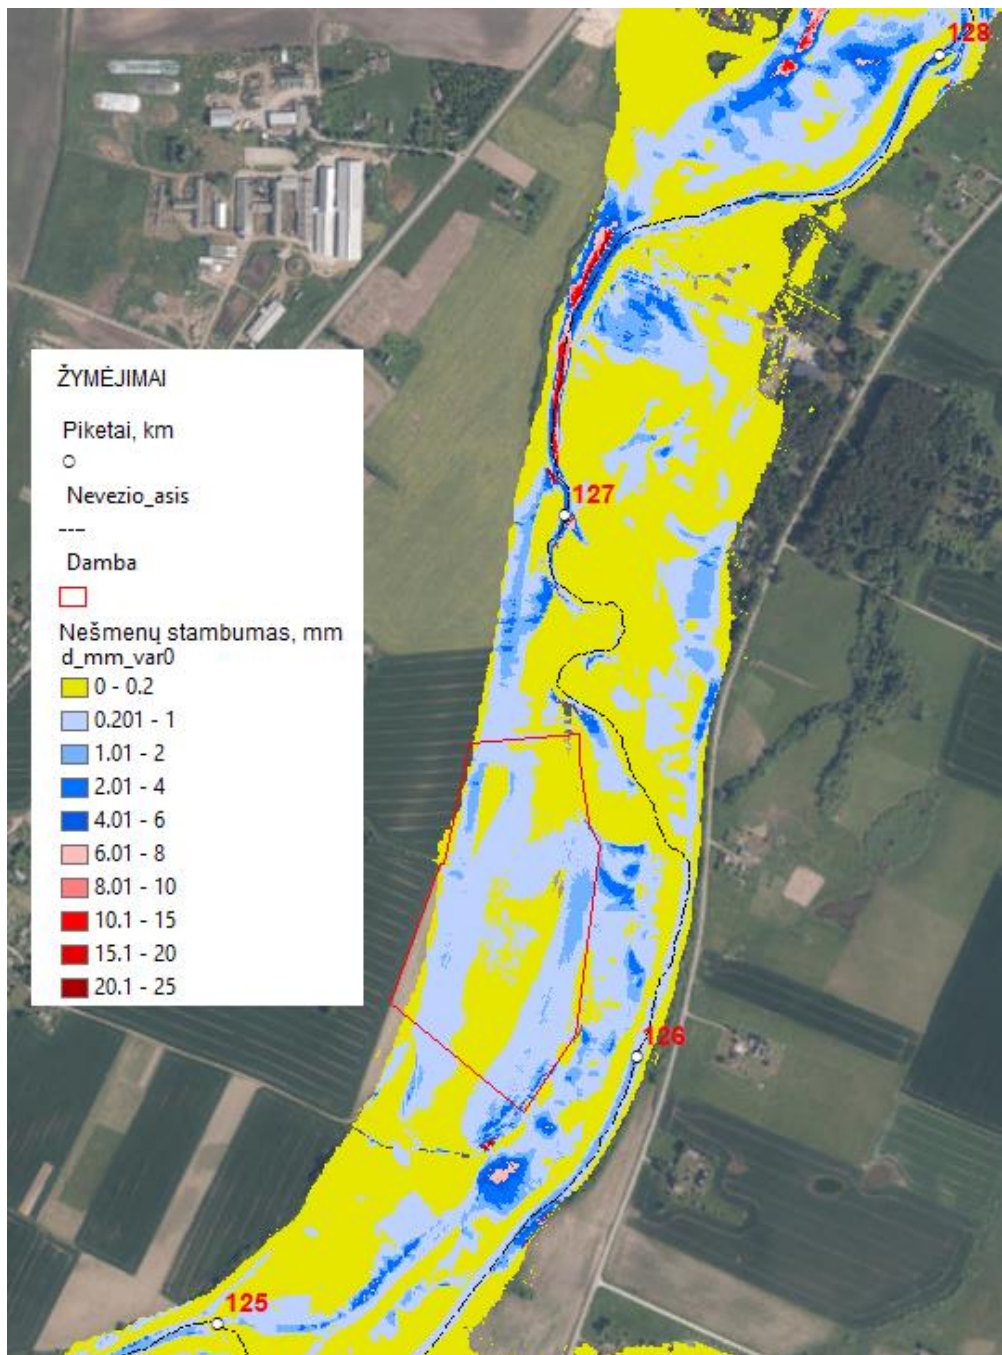 128
ŽYMĖJIMAI
Piketai, km
Nevezio_asis
127
Damba
Nešmenų stambumas, mm
d_mm_var0
0 - 0.2
0.201 - 1
1.01 - 2
2.01 - 4
4.01 - 6
6.01 - 8
8.01 - 10
10.1 - 15
15.1 - 20
20.1 - 25
126
125